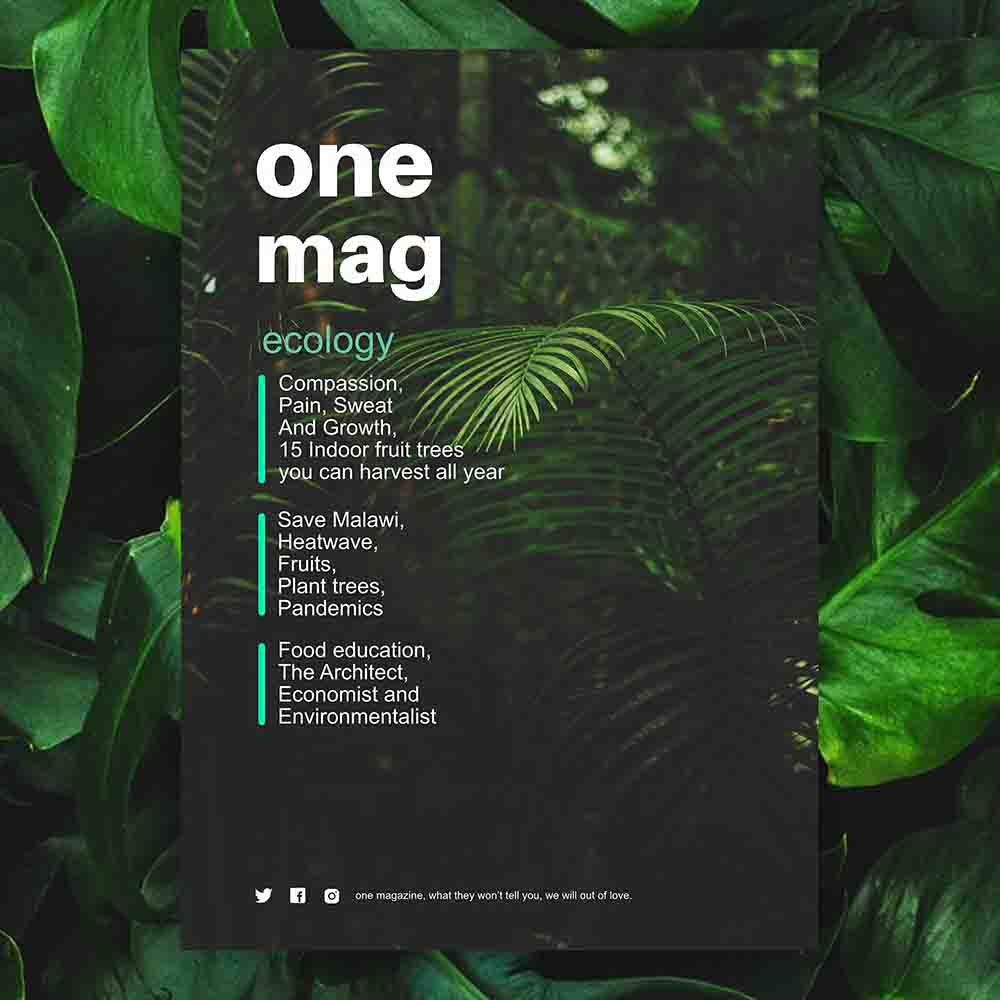 one
mag
ecology
Compassion,
Pain, Sweat
And Growth,
15 Indoor fruit trees
you can harvest all year
Save Malawi,
Heatwave,
Fruits,
Plant trees,
Pandemics
Food education,
The Architect,
Economist and
Environmentalist
one magazine, what they won't tell you, we will out of love.